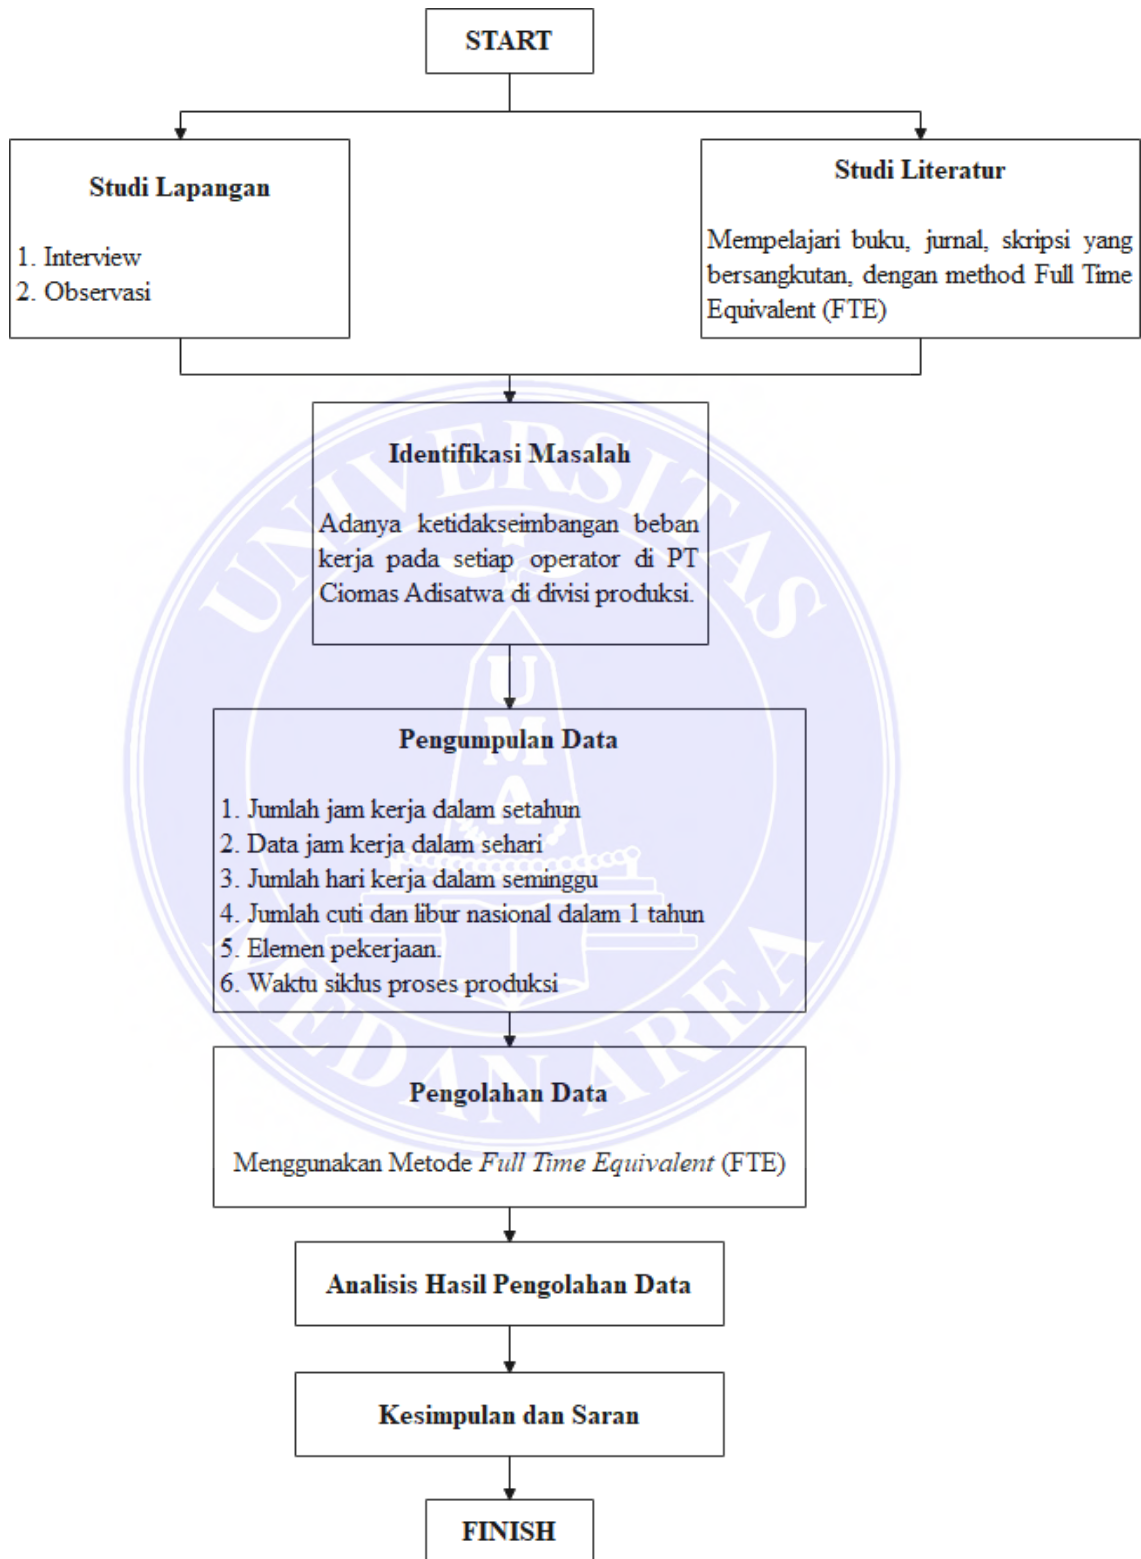 START
Studi Lapangan
1. Interview
2. Observasi
Studi Literatur
Mempelajari buku, jurnal, skripsi yang
bersangkutan, dengan method Full Time
Equivalent (FTE)
Identifikasi Masalah
Adanya ketidakseimbangan beban
kerja pada setiap operator di PT
Ciomas Adisatwa di divisi produksi.
Pengumpulan Data
1. Jumlah jam kerja dalam setahun
2. Data jam kerja dalam sehari
3. Jumlah hari kerja dalam seminggu
4. Jumlah cuti dan libur nasional dalam 1 tahun
5. Elemen pekerjaan.
6. Waktu siklus proses produksi
Pengolahan Data
Menggunakan Metode Full Time Equivalent (FTE)
Analisis Hasil Pengolahan Data
Kesimpulan dan Saran
FINISH
UNIVERSITAS
UMA
MEDAN AREA